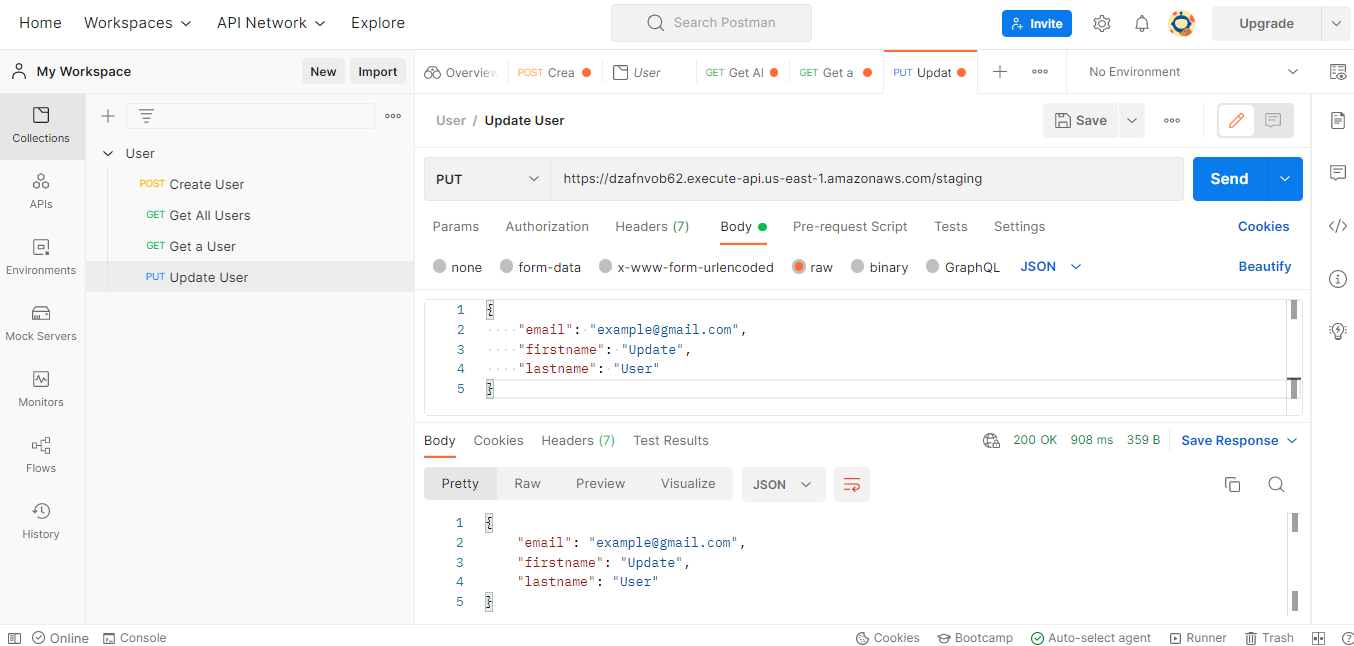 Home Workspaces API Network Explore Search Postman Invite Upgrade
My Workspace New Import Overview POST Crea GET Get Al GET Get a PUT Updat No Environment
User
Collections
APIs
Environments
Mock Servers
Monitors
Flows
History
User
POST Create User
GET Get All Users
GET Get a User
PUT Update User
User / Update User Save
PUT https://dzafnvob62.execute-api.us-east-1.amazonaws.com/staging Send
Params Authorization Headers (7) Body Pre-request Script Tests Settings Cookies
none form-data x-www-form-urlencoded raw binary GraphQL JSON Beautify
1 {
2 "email": "example@gmail.com",
3 "firstname": "Update",
4 "lastname": "User"
5 }
Body Cookies Headers (7) Test Results 200 OK 908 ms 359 B Save Response
Pretty Raw Preview Visualize JSON
1 {
2 "email": "example@gmail.com",
3 "firstname": "Update",
4 "lastname": "User"
5 }
Online Console Cookies Bootcamp Auto-select agent Runner Trash